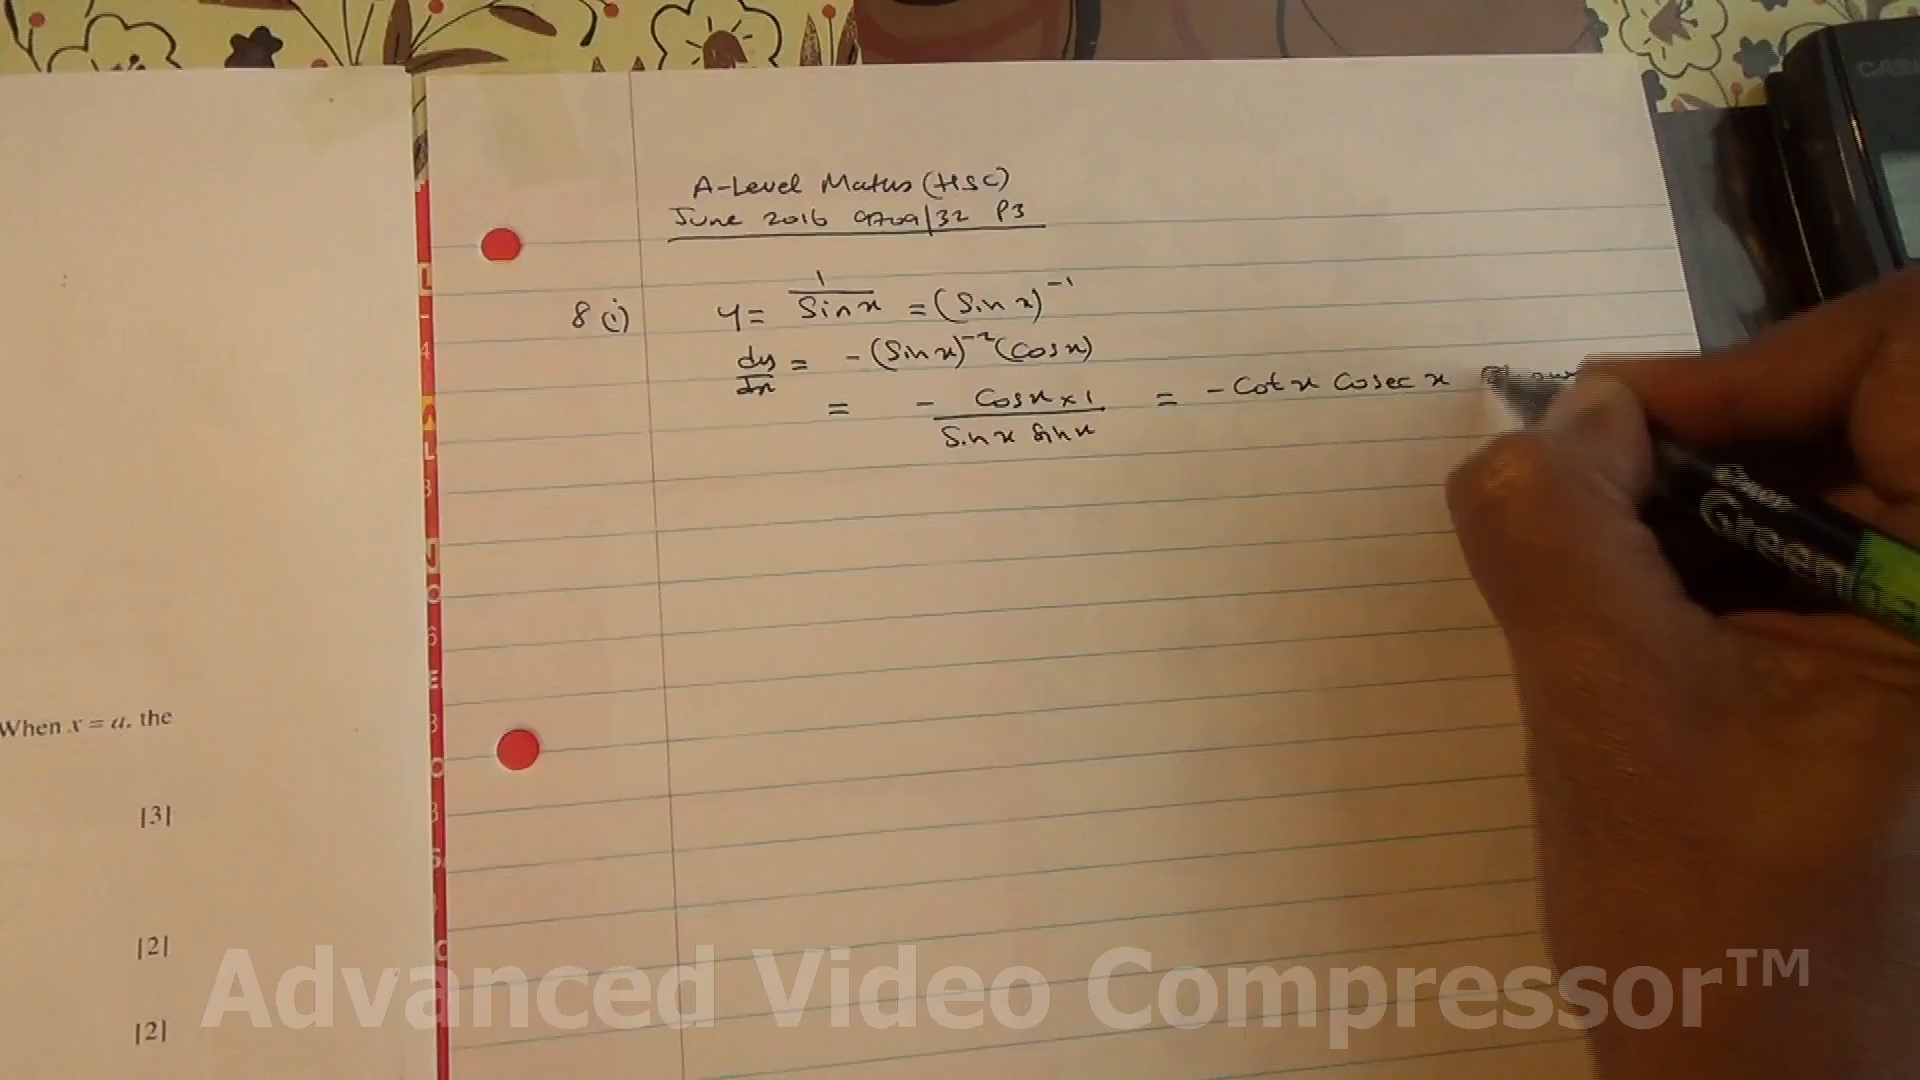 A-Level Maths (HSC)
June 2016 9709/32 P3
8 (i) y = 1/Sin x = (Sin x)^-1
dy/dx = -(Sin x)^-2 (Cos x)
= - Cos x × 1 / Sin x Sin x = - Cot x Cosec x
When x = a, the
[3]
[2]
[2]
Advanced Video Compressor™